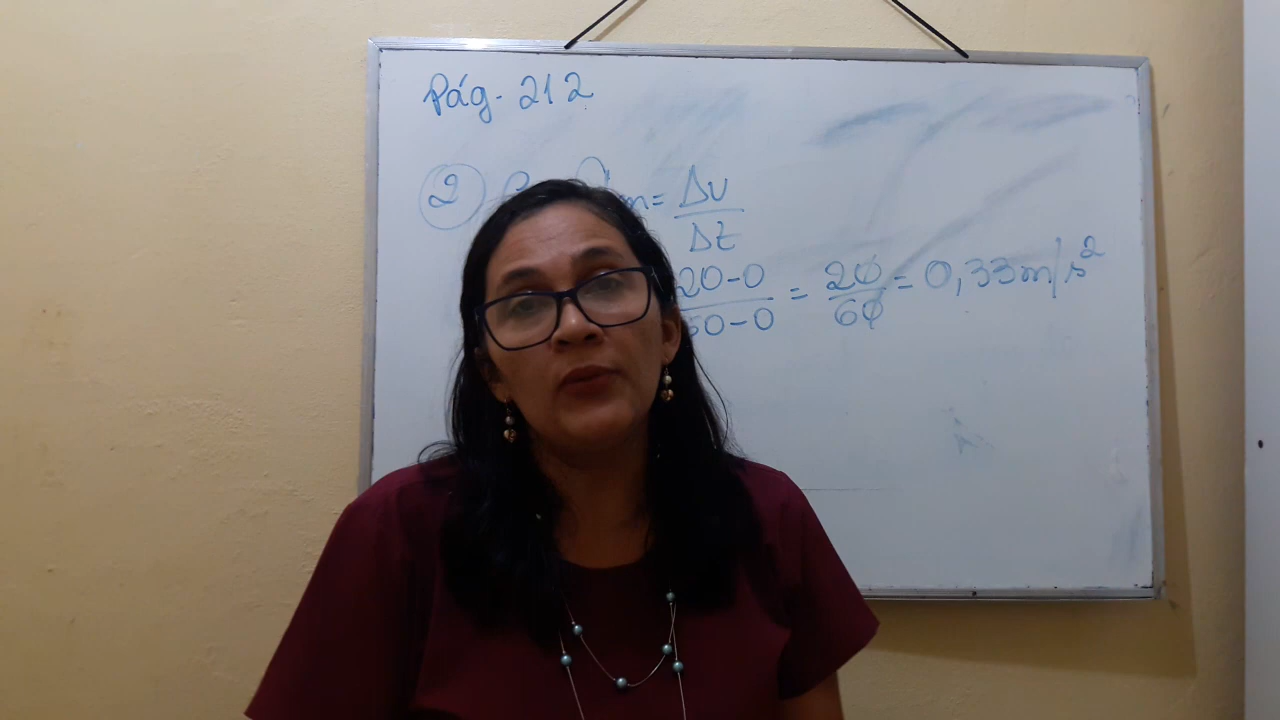 Pág. 212
2 m = Δv/Δt
20-0/60-0 = 20/60 = 0,33 m/s²